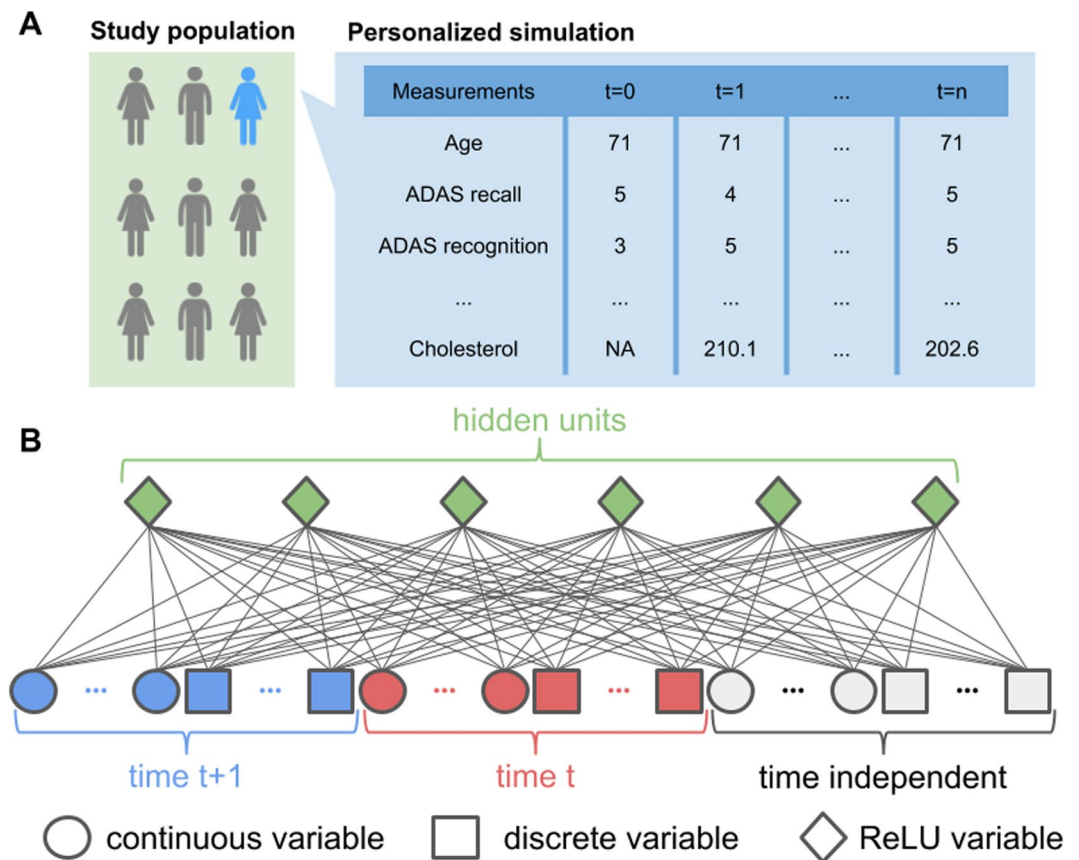 A
Study population
Personalized simulation
Measurements t=0 t=1 ... t=n
Age 71 71 ... 71
ADAS recall 5 4 ... 5
ADAS recognition 3 5 ... 5
... ... ... ... ...
Cholesterol NA 210.1 ... 202.6
B
hidden units
... ... ... ... ... ...
time t+1 time t time independent
continuous variable discrete variable ReLU variable